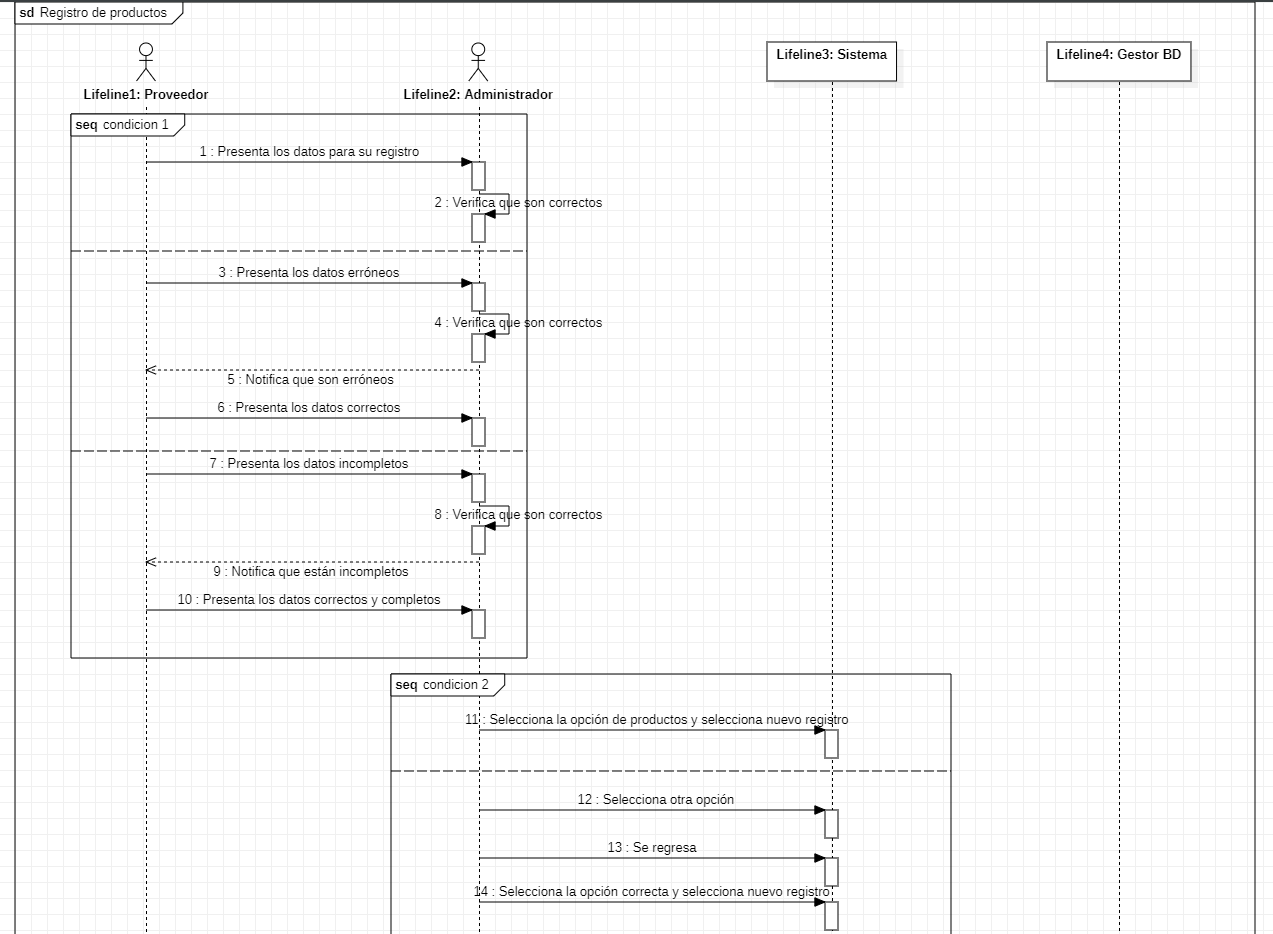 sd Registro de productos
Lifeline1: Proveedor
Lifeline2: Administrador
Lifeline3: Sistema
Lifeline4: Gestor BD
seq condicion 1
1 : Presenta los datos para su registro
2 : Verifica que son correctos
3 : Presenta los datos erróneos
4 : Verifica que son correctos
5 : Notifica que son erróneos
6 : Presenta los datos correctos
7 : Presenta los datos incompletos
8 : Verifica que son correctos
9 : Notifica que están incompletos
10 : Presenta los datos correctos y completos
seq condicion 2
11 : Selecciona la opción de productos y selecciona nuevo registro
12 : Selecciona otra opción
13 : Se regresa
14 : Selecciona la opción correcta y selecciona nuevo registro